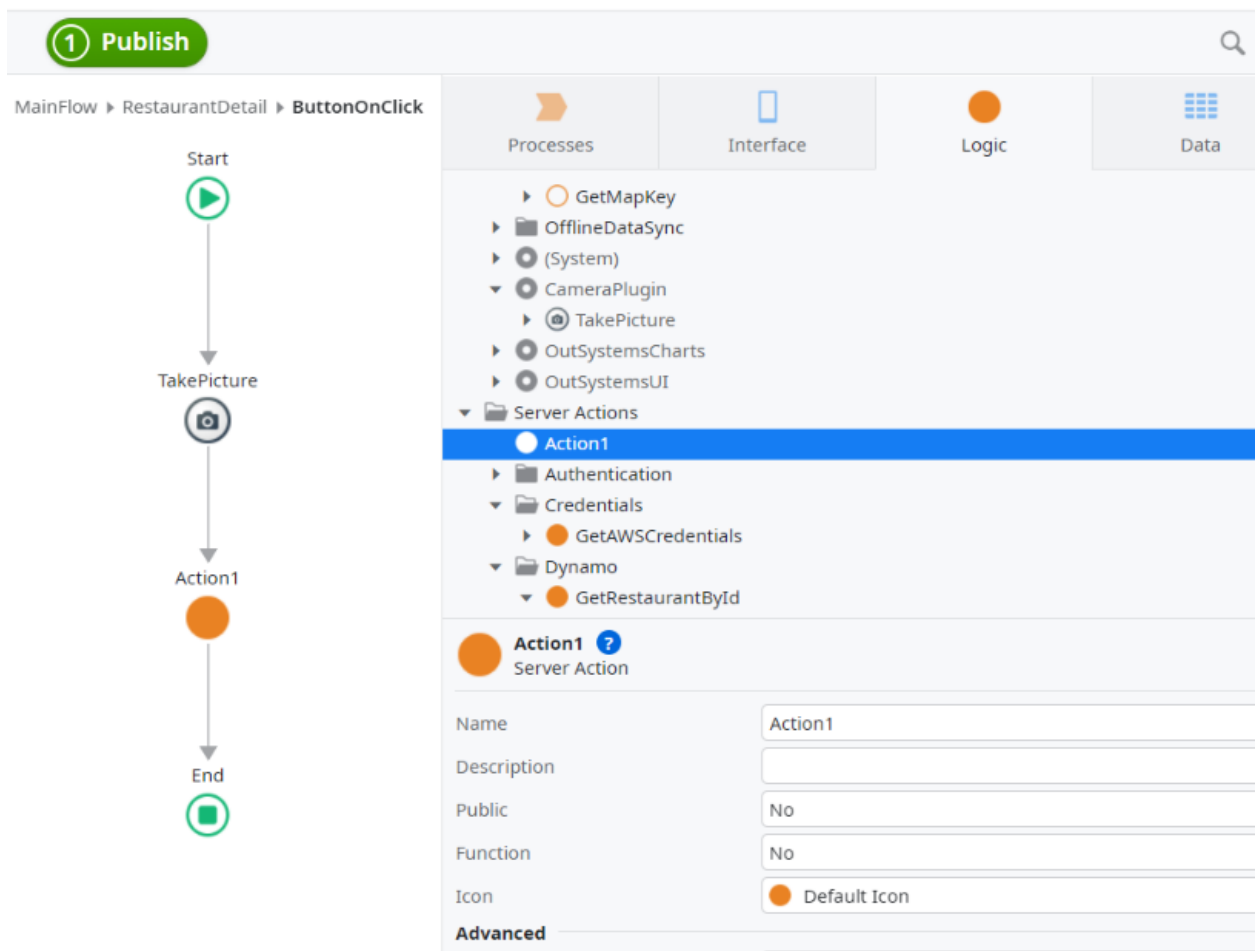 1 Publish
MainFlow ▸ RestaurantDetail ▸ ButtonOnClick
Start
TakePicture
Action1
End
Processes
Interface
Logic
Data
GetMapKey
OfflineDataSync
(System)
CameraPlugin
TakePicture
OutSystemsCharts
OutSystemsUI
Server Actions
Action1
Authentication
Credentials
GetAWSCredentials
Dynamo
GetRestaurantById
Action1 ?
Server Action
Name Action1
Description
Public No
Function No
Icon Default Icon
Advanced